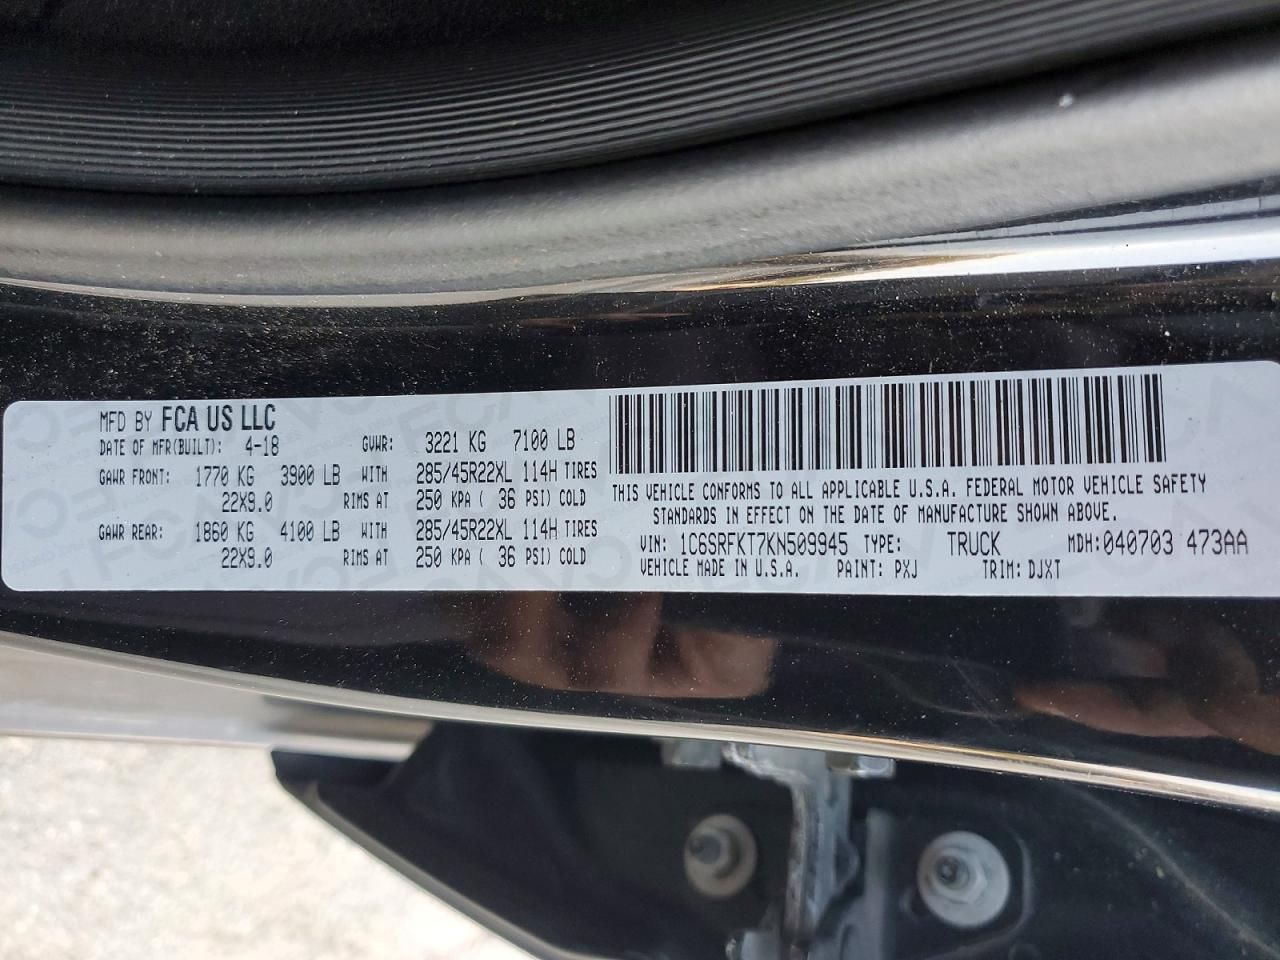 MFD BY FCA US LLC
DATE OF MFR(BUILT): 4-18 GVWR: 3221 KG 7100 LB
GAWR FRONT: 1770 KG 3900 LB WITH 285/45R22XL 114H TIRES
22X9.0 RIMS AT 250 KPA ( 36 PSI) COLD
GAWR REAR: 1860 KG 4100 LB WITH 285/45R22XL 114H TIRES
22X9.0 RIMS AT 250 KPA ( 36 PSI) COLD
THIS VEHICLE CONFORMS TO ALL APPLICABLE U.S.A. FEDERAL MOTOR VEHICLE SAFETY
STANDARDS IN EFFECT ON THE DATE OF MANUFACTURE SHOWN ABOVE.
VIN: 1C6SRFKT7KN509945 TYPE: TRUCK MDH:040703 473AA
VEHICLE MADE IN U.S.A. PAINT: PXJ TRIM: DJXT